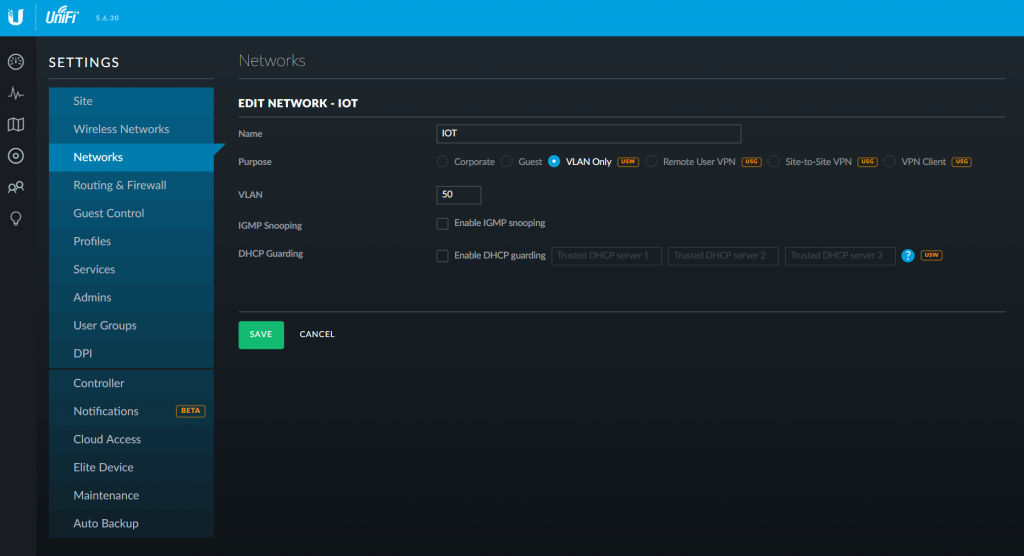 UniFi 5.6.30
SETTINGS
Site
Wireless Networks
Networks
Routing & Firewall
Guest Control
Profiles
Services
Admins
User Groups
DPI
Controller
Notifications BETA
Cloud Access
Elite Device
Maintenance
Auto Backup
Networks
EDIT NETWORK - IOT
Name IOT
Purpose Corporate Guest VLAN Only USW Remote User VPN USG Site-to-Site VPN USG VPN Client USG
VLAN 50
IGMP Snooping Enable IGMP snooping
DHCP Guarding Enable DHCP guarding Trusted DHCP server 1 Trusted DHCP server 2 Trusted DHCP server 3 ? USW
SAVE CANCEL